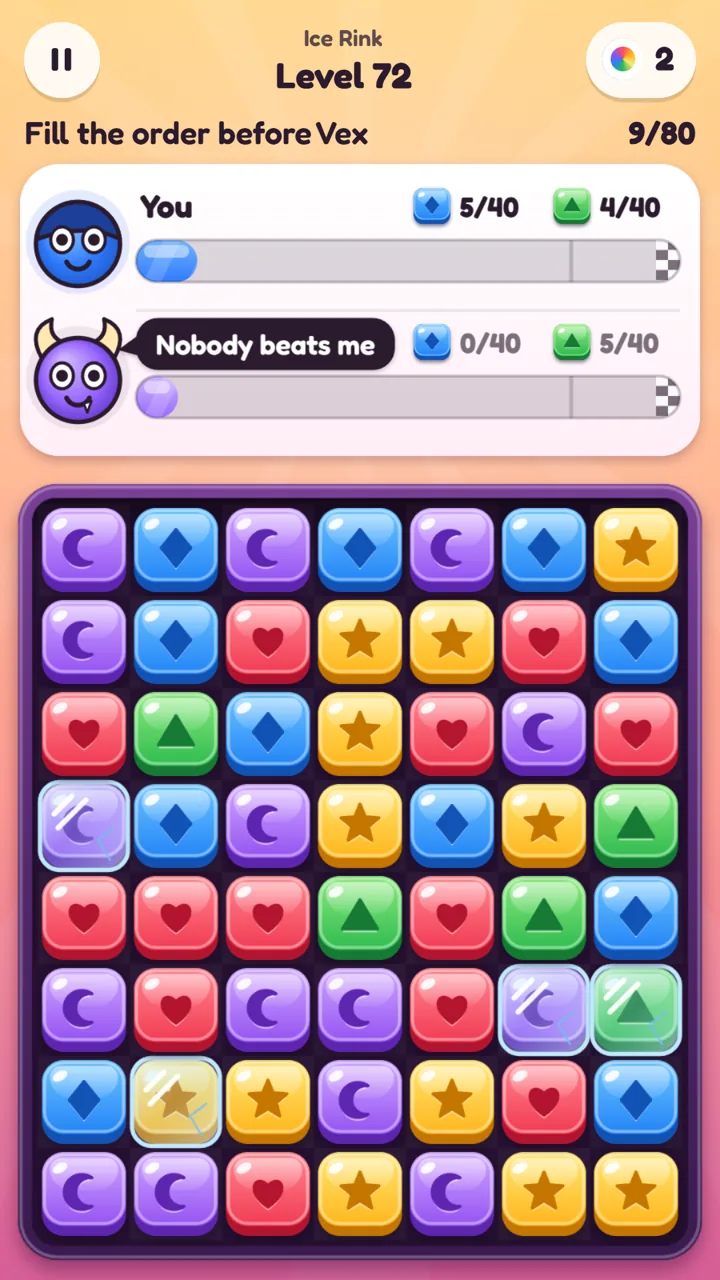 Ice Rink
Level 72
2
Fill the order before Vex
9/80
You
5/40
4/40
Nobody beats me
0/40
5/40